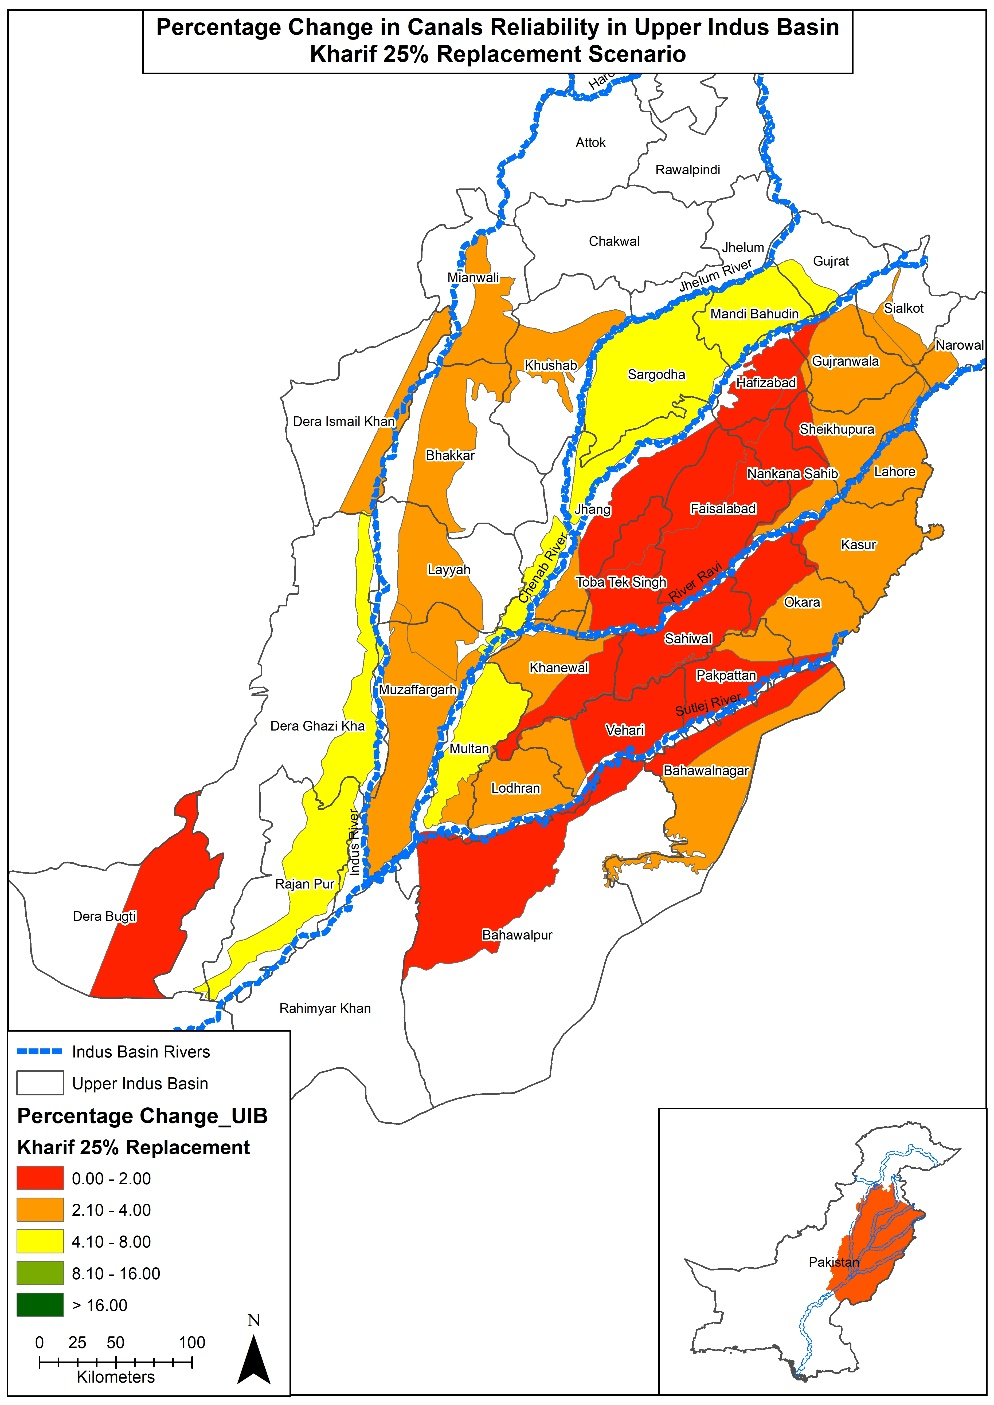 Percentage Change in Canals Reliability in Upper Indus Basin
Kharif 25% Replacement Scenario
Attok
Rawalpindi
Chakwal
Jhelum
Gujrat
Jhelum River
Mianwali
Mandi Bahudin
Sialkot
Narowal
Khushab
Sargodha
Hafizabad
Gujranwala
Dera Ismail Khan
Sheikhupura
Bhakkar
Nankana Sahib
Lahore
Jhang
Faisalabad
Kasur
Chenab River
Layyah
Toba Tek Singh
River Ravi
Okara
Sahiwal
Khanewal
Pakpattan
Muzaffargarh
Sutlej River
Dera Ghazi Kha
Vehari
Multan
Bahawalnagar
Lodhran
Indus River
Rajan Pur
Dera Bugti
Bahawalpur
Rahimyar Khan
Indus Basin Rivers
Upper Indus Basin
Percentage Change_UIB
Kharif 25% Replacement
0.00 - 2.00
2.10 - 4.00
4.10 - 8.00
8.10 - 16.00
> 16.00
N
0 25 50 100
Kilometers
Pakistan